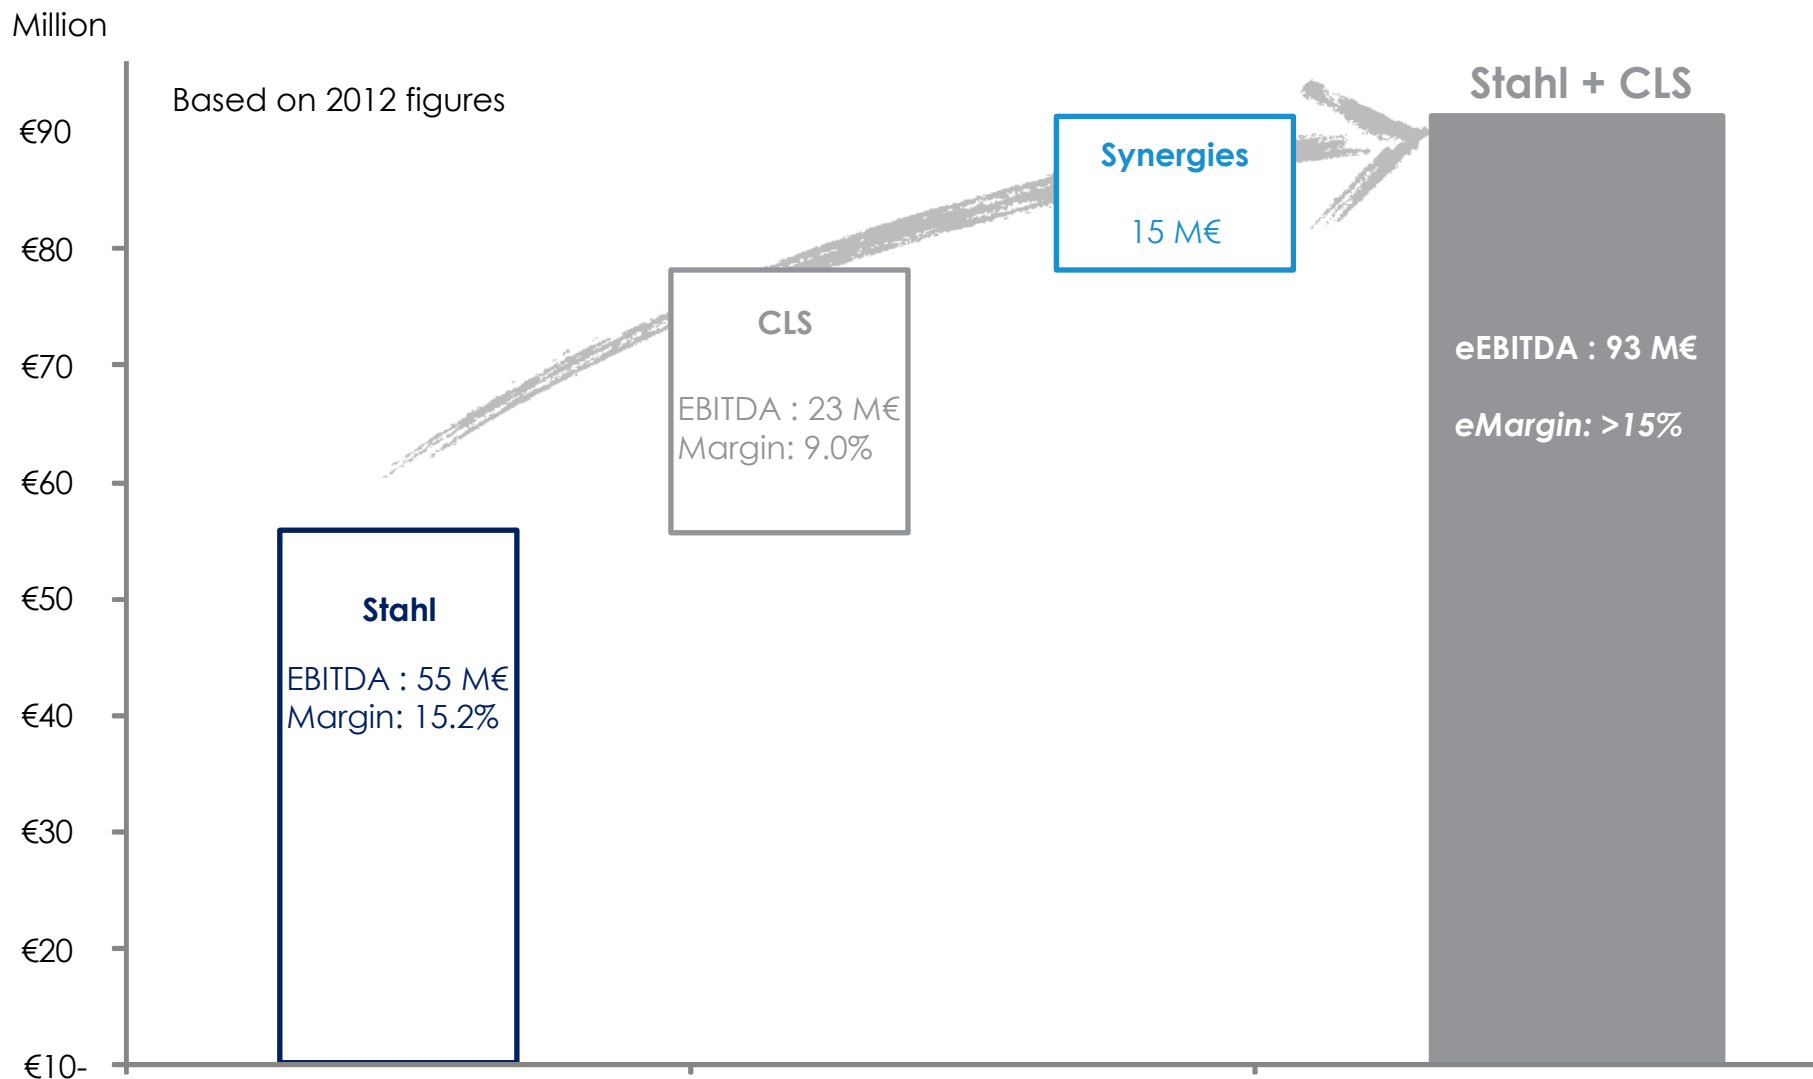 Million
Based on 2012 figures
Stahl + CLS
€90
€80
€70
€60
€50
€40
€30
€20
€10-
Stahl
EBITDA : 55 M€
Margin: 15.2%
CLS
EBITDA : 23 M€
Margin: 9.0%
Synergies
15 M€
eEBITDA : 93 M€
eMargin: >15%